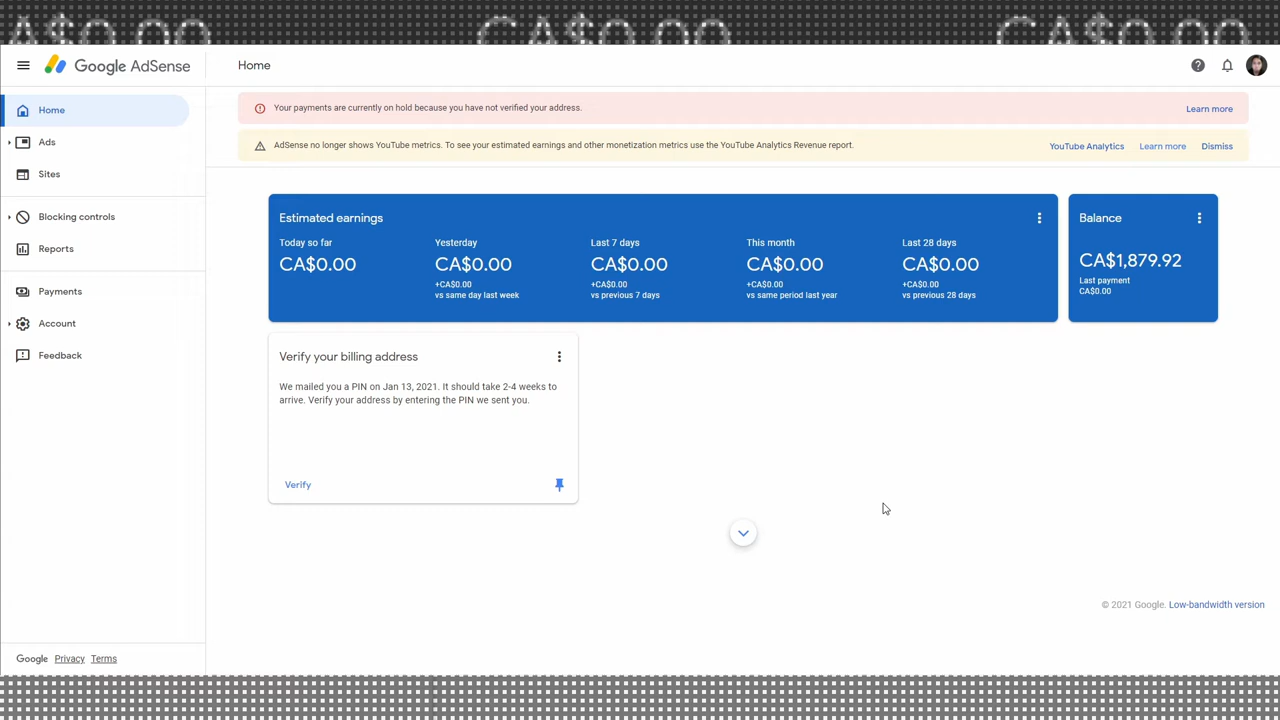 CA$0.00
Google AdSense
Home
Your payments are currently on hold because you have not verified your address.
Learn more
AdSense no longer shows YouTube metrics. To see your estimated earnings and other monetization metrics use the YouTube Analytics Revenue report.
YouTube Analytics
Learn more
Dismiss
Home
Ads
Sites
Blocking controls
Reports
Payments
Account
Feedback
Estimated earnings
Today so far
CA$0.00
Yesterday
CA$0.00
+CA$0.00
vs same day last week
Last 7 days
CA$0.00
+CA$0.00
vs previous 7 days
This month
CA$0.00
+CA$0.00
vs same period last year
Last 28 days
CA$0.00
+CA$0.00
vs previous 28 days
Balance
CA$1,879.92
Last payment
CA$0.00
Verify your billing address
We mailed you a PIN on Jan 13, 2021. It should take 2-4 weeks to
arrive. Verify your address by entering the PIN we sent you.
Verify
© 2021 Google. Low-bandwidth version
Google Privacy Terms